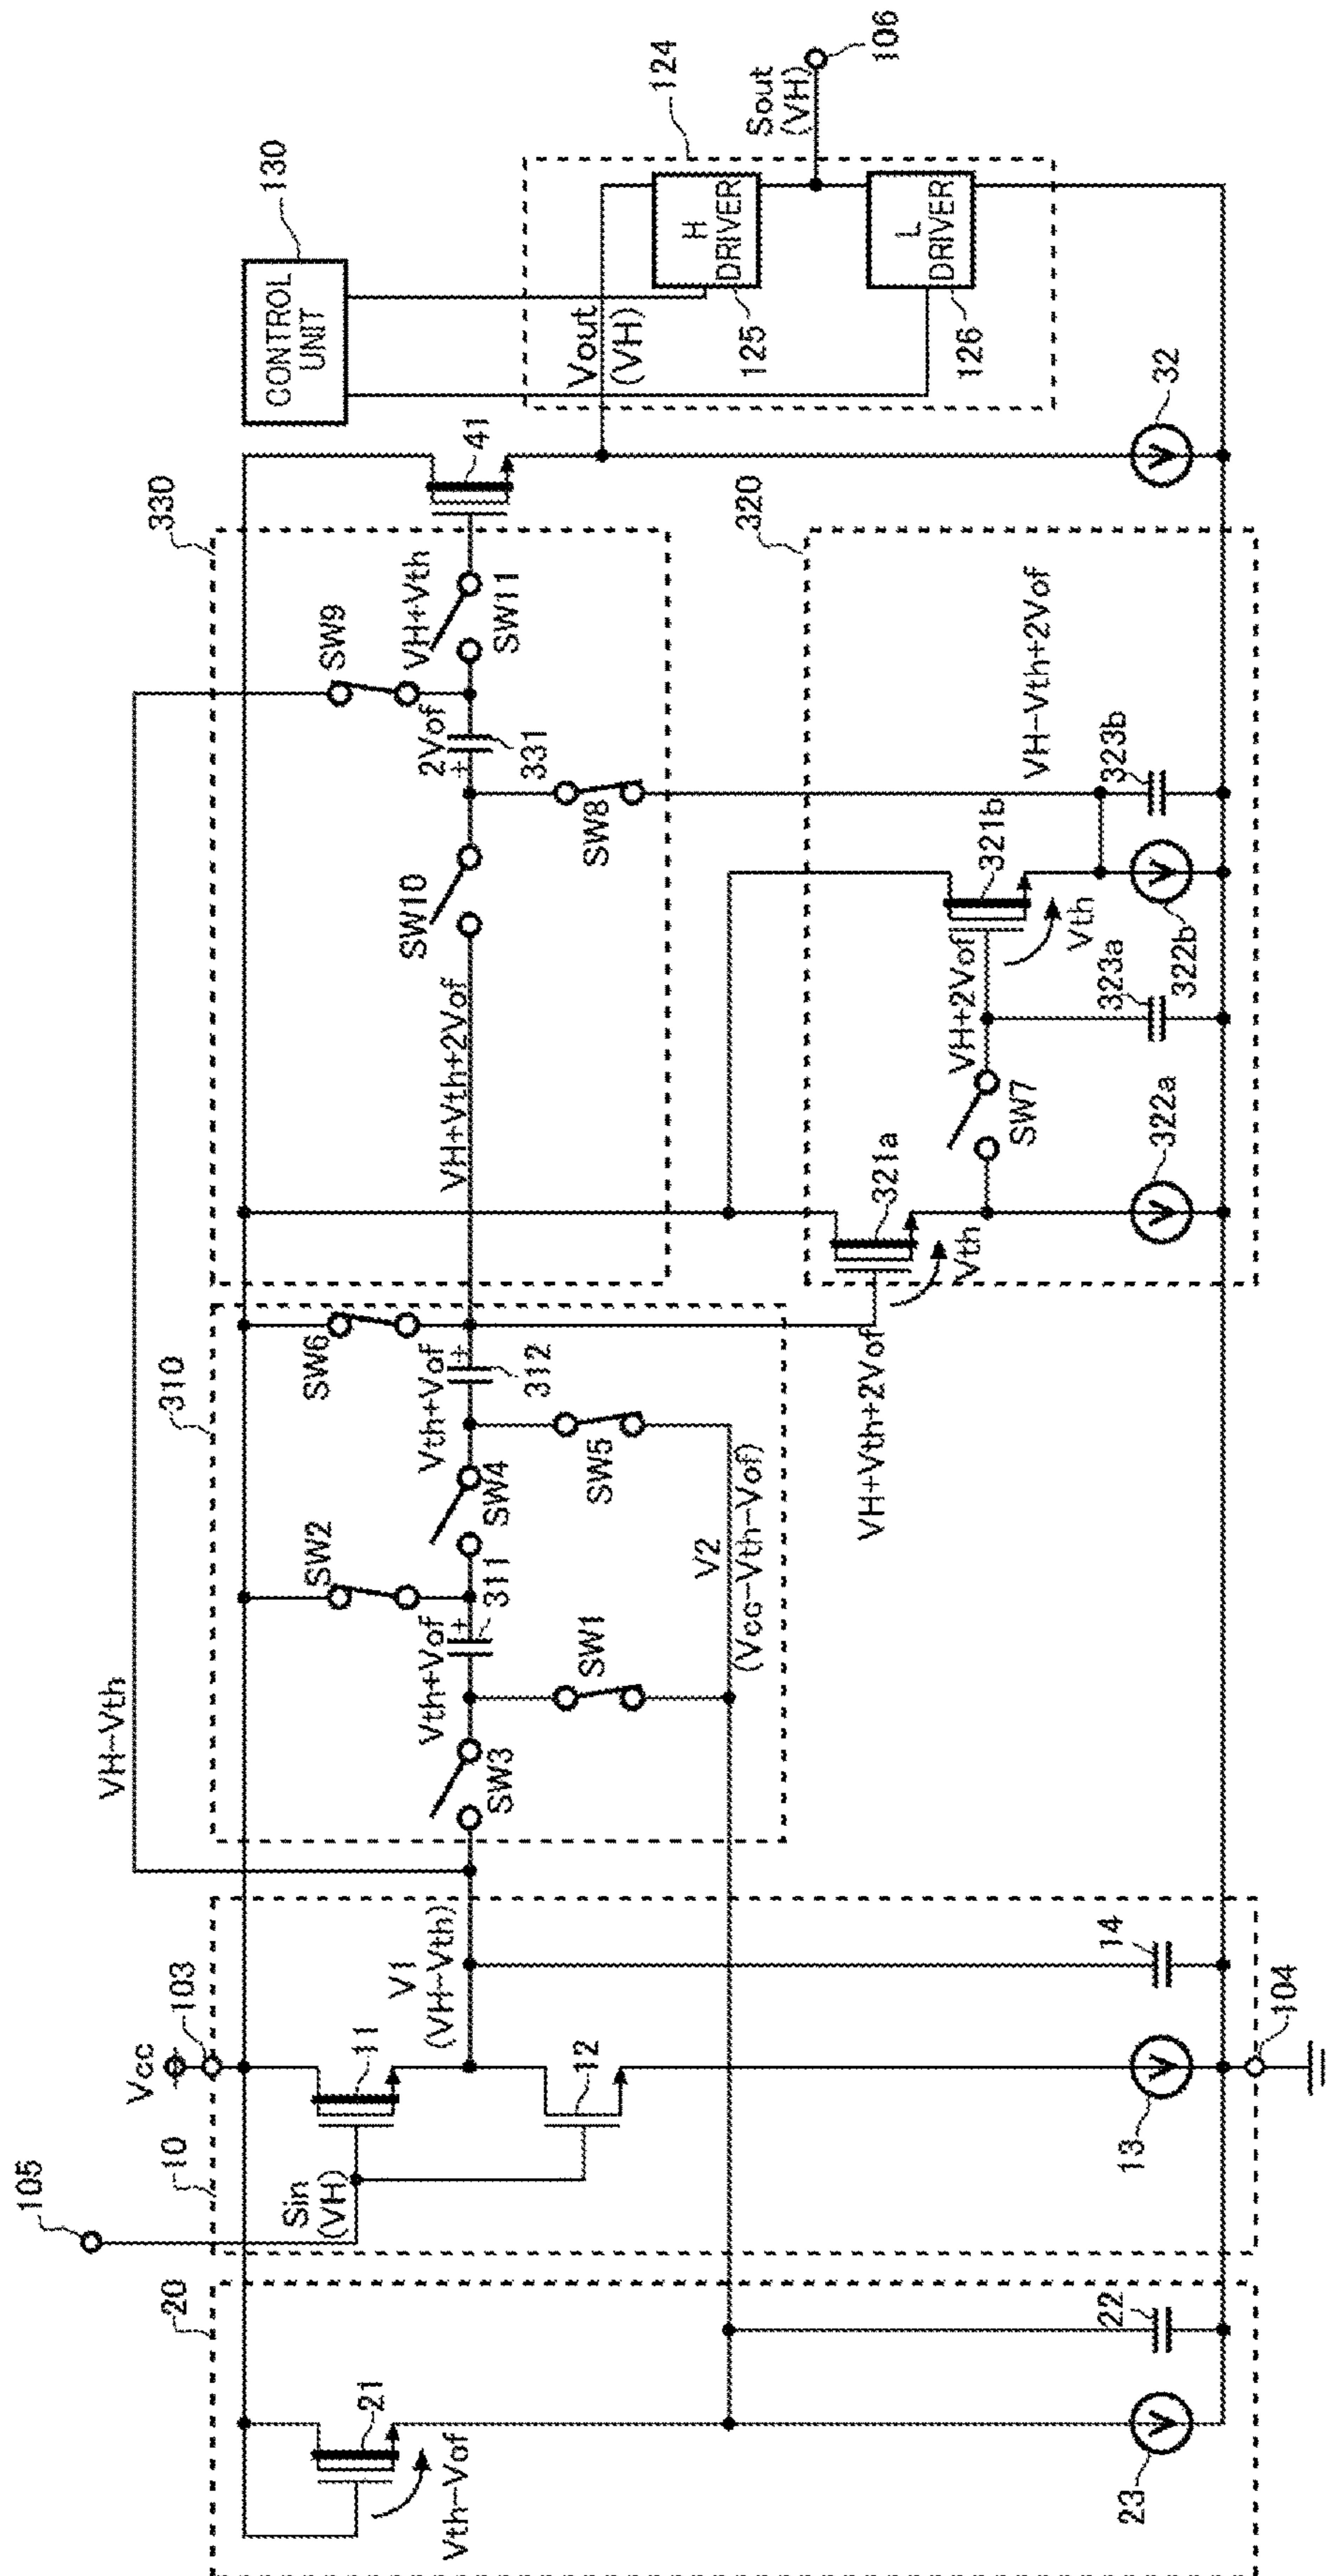 105
10
Vcc
103
Sin
(VH)
11
V1
(VH-Vth)
12
13
14
104
20
21
Vth-Vof
22
23
VH-Vth
310
SW3
Vth+Vof
311
SW1
SW2
SW4
Vth+Vof
312
SW5
SW6
V2
(Vcc-Vth-Vof)
VH+Vth+2Vof
330
VH+Vth+2Vof
SW10
SW8
2Vof
331
SW9
VH+Vth
SW11
41
320
321a
Vth
322a
SW7
VH+2Vof
323a
321b
Vth
322b
323b
VH-Vth+2Vof
32
130
CONTROL
UNIT
124
Vout
(VH)
H
DRIVER
125
L
DRIVER
126
Sout
(VH)
106